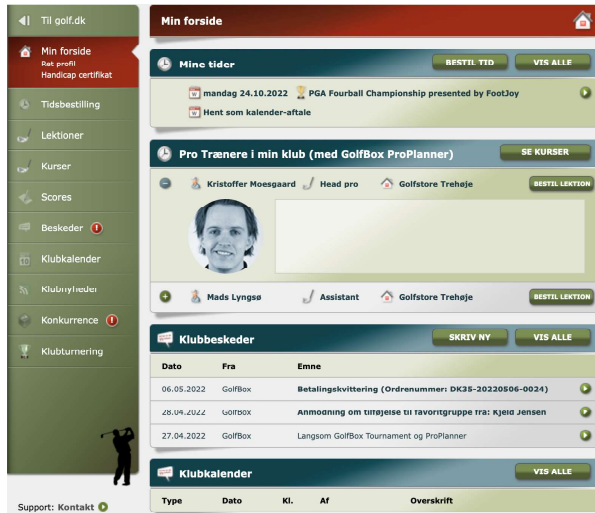 Til golf.dk
Min forside
Ret profil
Handicap certifikat
Tidsbestilling
Lektioner
Kurser
Scores
Beskeder
Klubkalender
Klubnyheder
Konkurrence
Klubturnering
Support: Kontakt
Min forside
Mine tider BESTIL TID VIS ALLE
mandag 24.10.2022 PGA Fourball Championship presented by FootJoy
Hent som kalender-aftale
Pro Trænere i min klub (med GolfBox ProPlanner) SE KURSER
Kristoffer Moesgaard Head pro Golfstore Trehøje BESTIL LEKTION
Mads Lyngsø Assistant Golfstore Trehøje BESTIL LEKTION
Klubbeskeder SKRIV NY VIS ALLE
Dato Fra Emne
06.05.2022 GolfBox Betalingskvittering (Ordrenummer: DK35-20220506-0024)
28.04.2022 GolfBox Anmodning om tilføjelse til favoritgruppe fra: Kjeld Jensen
27.04.2022 GolfBox Langsom GolfBox Tournament og ProPlanner
Klubkalender VIS ALLE
Type Dato Kl. Af Overskrift